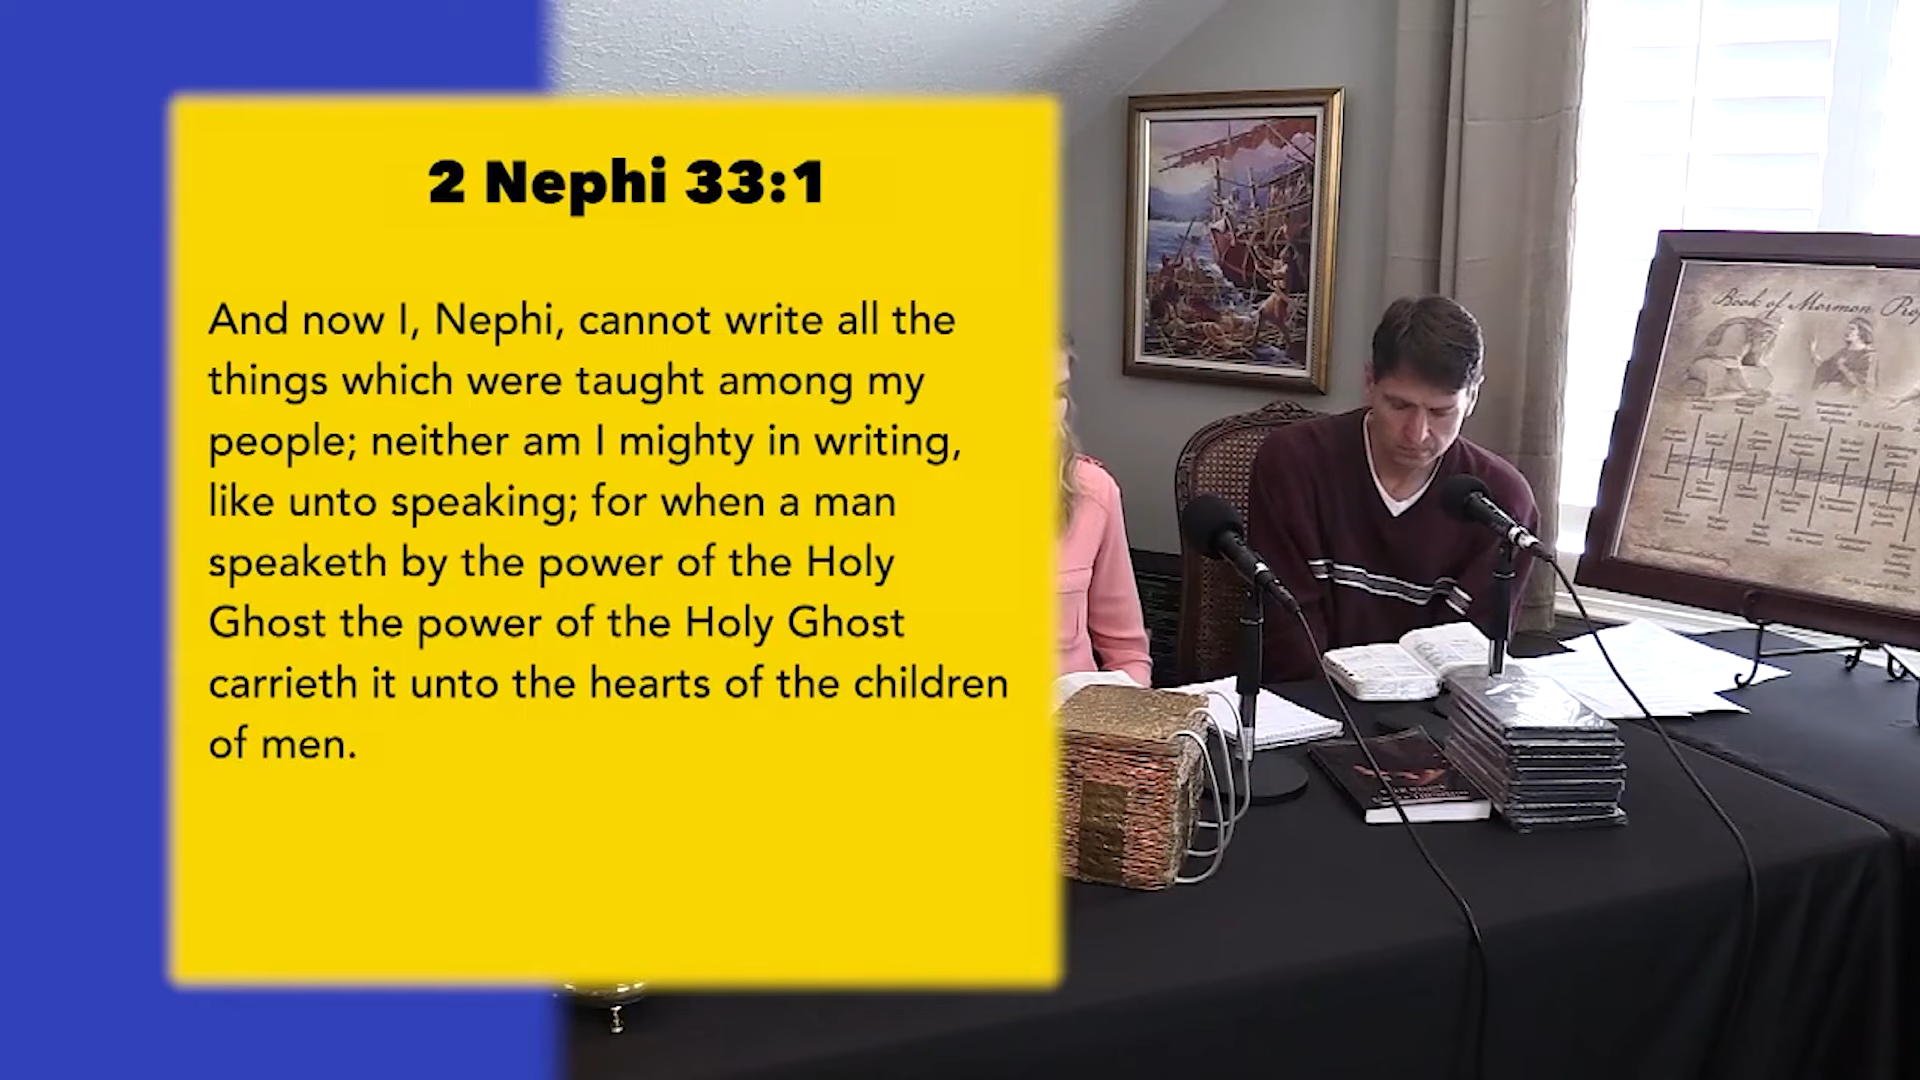 2 Nephi 33:1
And now I, Nephi, cannot write all the
things which were taught among my
people; neither am I mighty in writing,
like unto speaking; for when a man
speaketh by the power of the Holy
Ghost the power of the Holy Ghost
carrieth it unto the hearts of the children
of men.
Book of Mormon